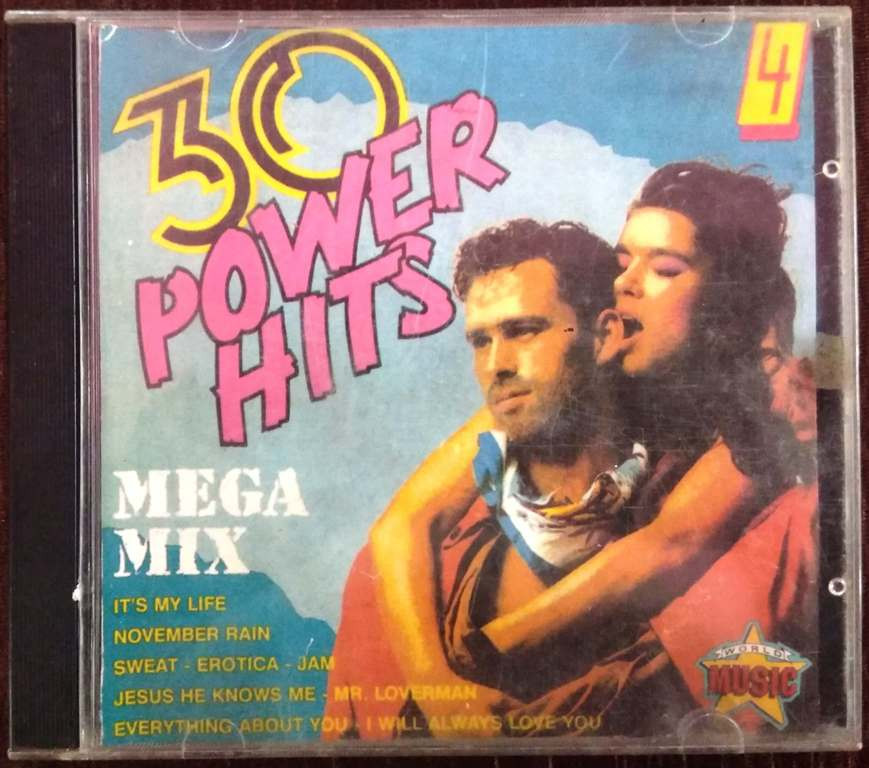 30
POWER
HITS
4
MEGA
MIX
IT'S MY LIFE
NOVEMBER RAIN
SWEAT - EROTICA - JAM
JESUS HE KNOWS ME - MR. LOVERMAN
EVERYTHING ABOUT YOU - I WILL ALWAYS LOVE YOU
WORLD
MUSIC